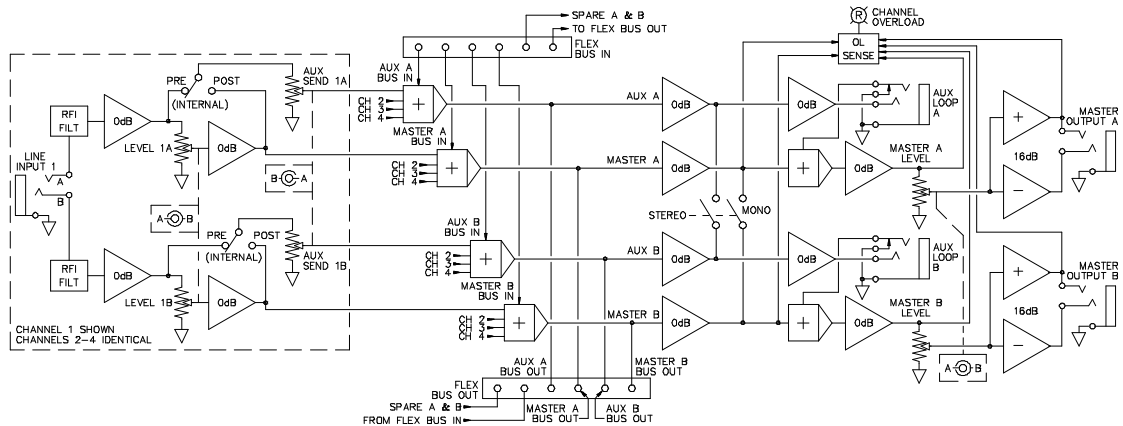 SPARE A & B
TO FLEX BUS OUT
FLEX
BUS IN
R
CHANNEL
OVERLOAD
OL
SENSE
AUX A
BUS IN
AUX
SEND 1A
PRE
POST
(INTERNAL)
RFI
FILT
0dB
LEVEL 1A
0dB
LINE
INPUT 1
A
B
B
A
A
B
CH 2
CH 3
CH 4
+
MASTER A
BUS IN
CH 2
CH 3
CH 4
+
AUX A
0dB
0dB
AUX
LOOP
A
MASTER A
0dB
+
0dB
MASTER A
LEVEL
+
16dB
−
MASTER
OUTPUT A
STEREO
MONO
PRE
POST
(INTERNAL)
AUX
SEND 1B
RFI
FILT
0dB
LEVEL 1B
0dB
AUX B
BUS IN
CH 2
CH 3
CH 4
+
MASTER B
BUS IN
CH 2
CH 3
CH 4
+
AUX B
0dB
0dB
AUX
LOOP
B
MASTER B
0dB
+
0dB
MASTER B
LEVEL
+
16dB
−
MASTER
OUTPUT B
A
B
CHANNEL 1 SHOWN
CHANNELS 2-4 IDENTICAL
AUX A
BUS OUT
MASTER B
BUS OUT
FLEX
BUS OUT
SPARE A & B
FROM FLEX BUS IN
MASTER A
BUS OUT
AUX B
BUS OUT